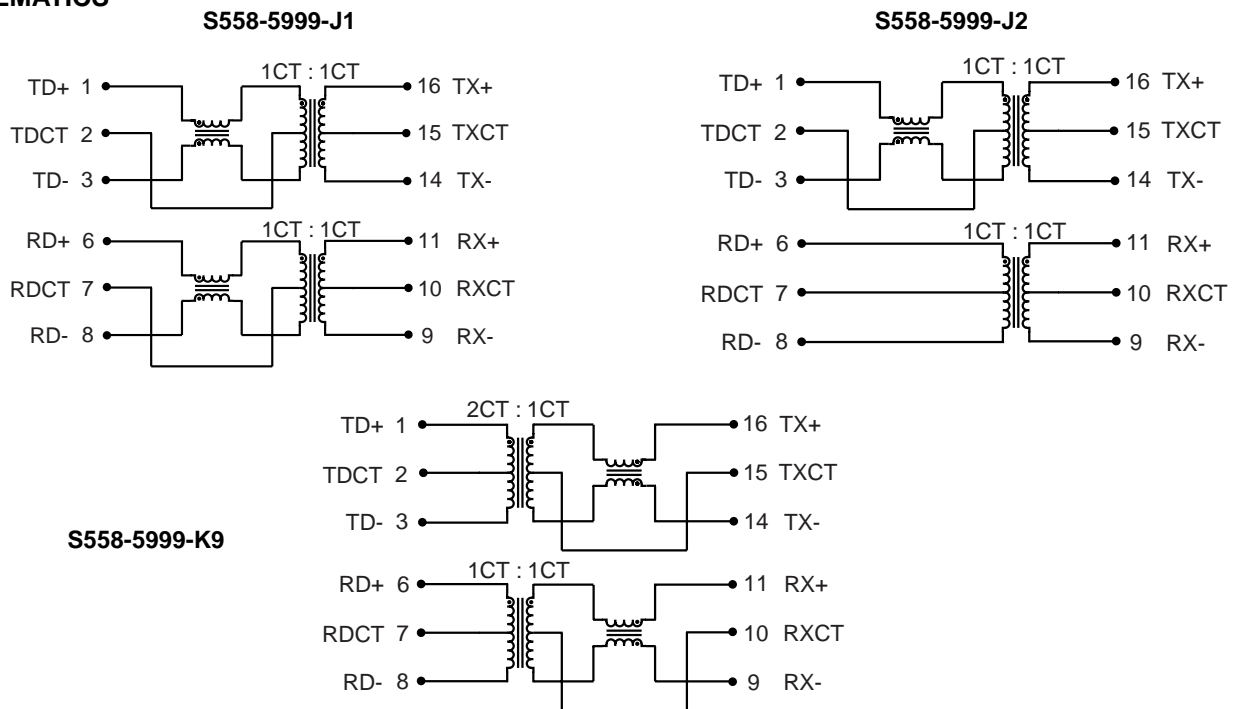 S558-5999-J1
1CT : 1CT
TD+ 1
16 TX+
TDCT 2
15 TXCT
TD- 3
14 TX-
1CT : 1CT
RD+ 6
11 RX+
RDCT 7
10 RXCT
RD- 8
9 RX-
S558-5999-J2
1CT : 1CT
TD+ 1
16 TX+
TDCT 2
15 TXCT
TD- 3
14 TX-
1CT : 1CT
RD+ 6
11 RX+
RDCT 7
10 RXCT
RD- 8
9 RX-
S558-5999-K9
2CT : 1CT
TD+ 1
16 TX+
TDCT 2
15 TXCT
TD- 3
14 TX-
1CT : 1CT
RD+ 6
11 RX+
RDCT 7
10 RXCT
RD- 8
9 RX-